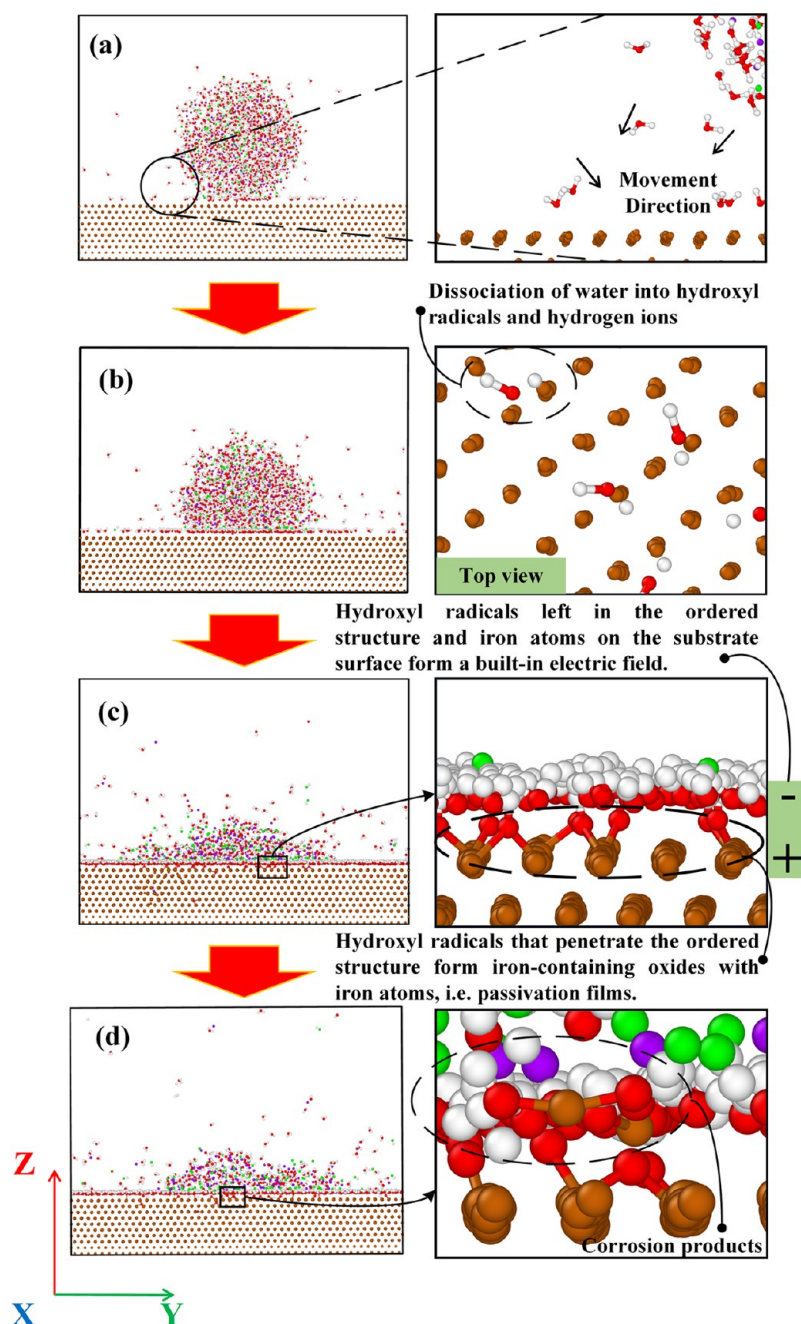 (a)
Movement
Direction
Dissociation of water into hydroxyl
radicals and hydrogen ions
(b)
Top view
Hydroxyl radicals left in the ordered
structure and iron atoms on the substrate
surface form a built-in electric field.
(c)
-
+
Hydroxyl radicals that penetrate the ordered
structure form iron-containing oxides with
iron atoms, i.e. passivation films.
(d)
Corrosion products
Z
X
Y